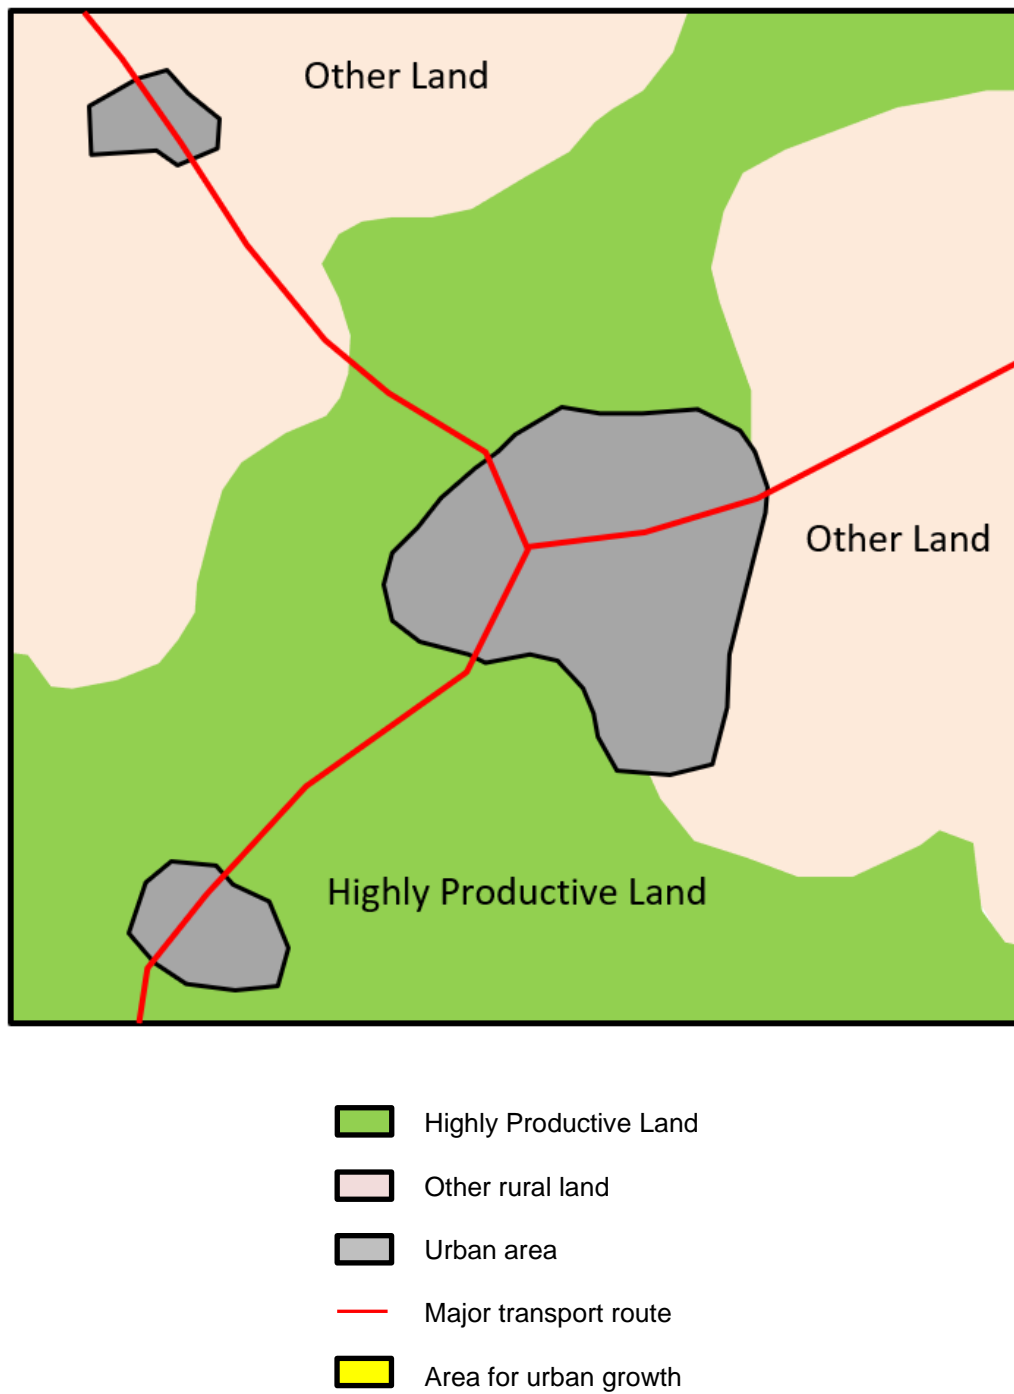 Other Land
Other Land
Highly Productive Land
Highly Productive Land
Other rural land
Urban area
Major transport route
Area for urban growth